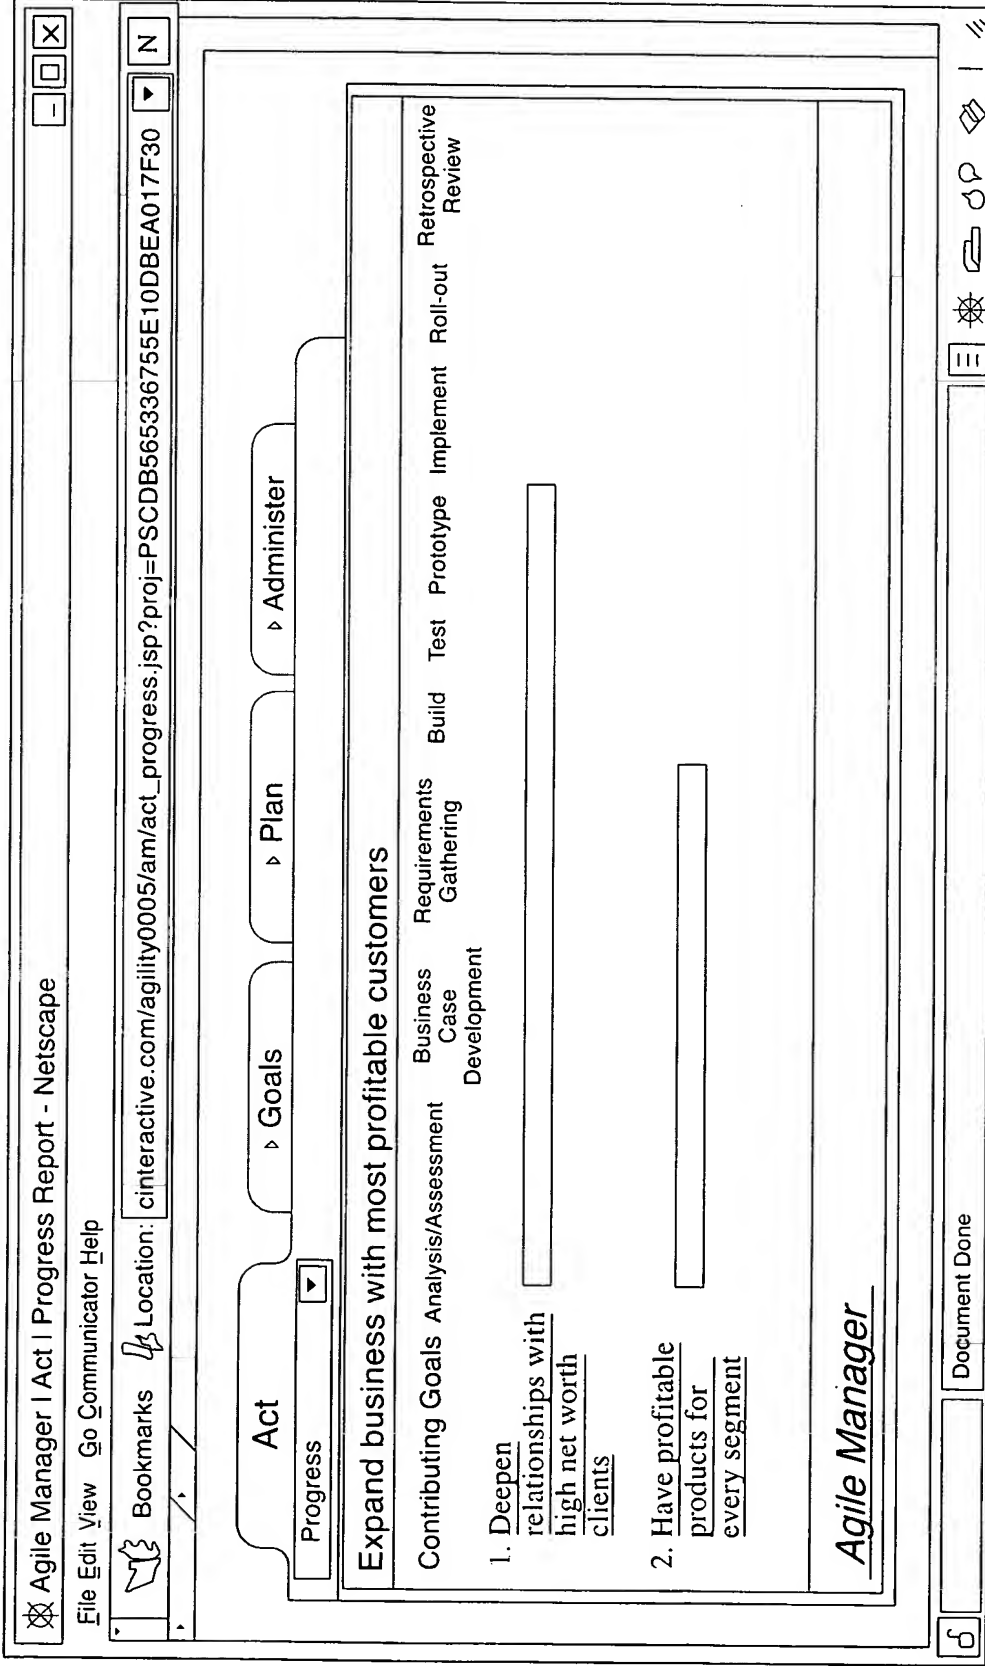 Agile Manager | Act | Progress Report - Netscape
File Edit View Go Communicator Help
Bookmarks Location: cinteractive.com/agility0005/am/act_progress.jsp?proj=PSCDB565336755E10DBEA017F30 N
Act ▹ Goals ▹ Plan ▹ Administer
Progress
Expand business with most profitable customers
Contributing Goals Analysis/Assessment Business Case Development Requirements Gathering Build Test Prototype Implement Roll-out Retrospective Review
1. Deepen
relationships with
high net worth
clients
2. Have profitable
products for
every segment
Agile Manager
Document Done